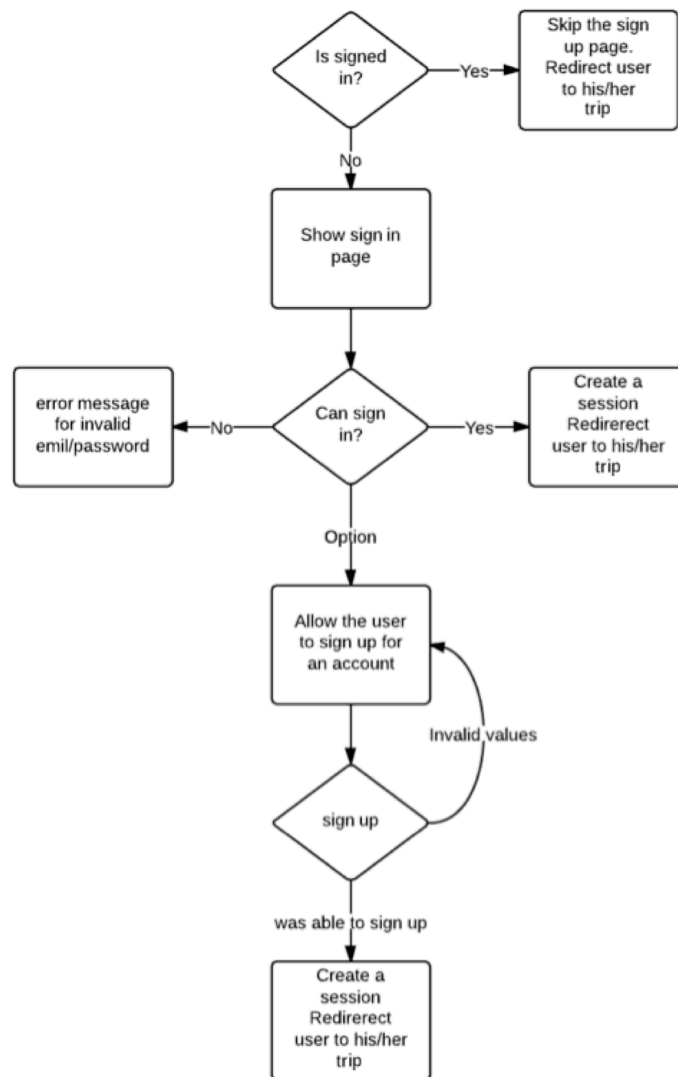 Is signed
in?
Yes
Skip the sign
up page.
Redirect user
to his/her
trip
No
Show sign in
page
error message
for invalid
emil/password
No
Can sign
in?
Yes
Create a
session
Redirerect
user to his/her
trip
Option
Allow the user
to sign up for
an account
Invalid values
sign up
was able to sign up
Create a
session
Redirerect
user to his/her
trip